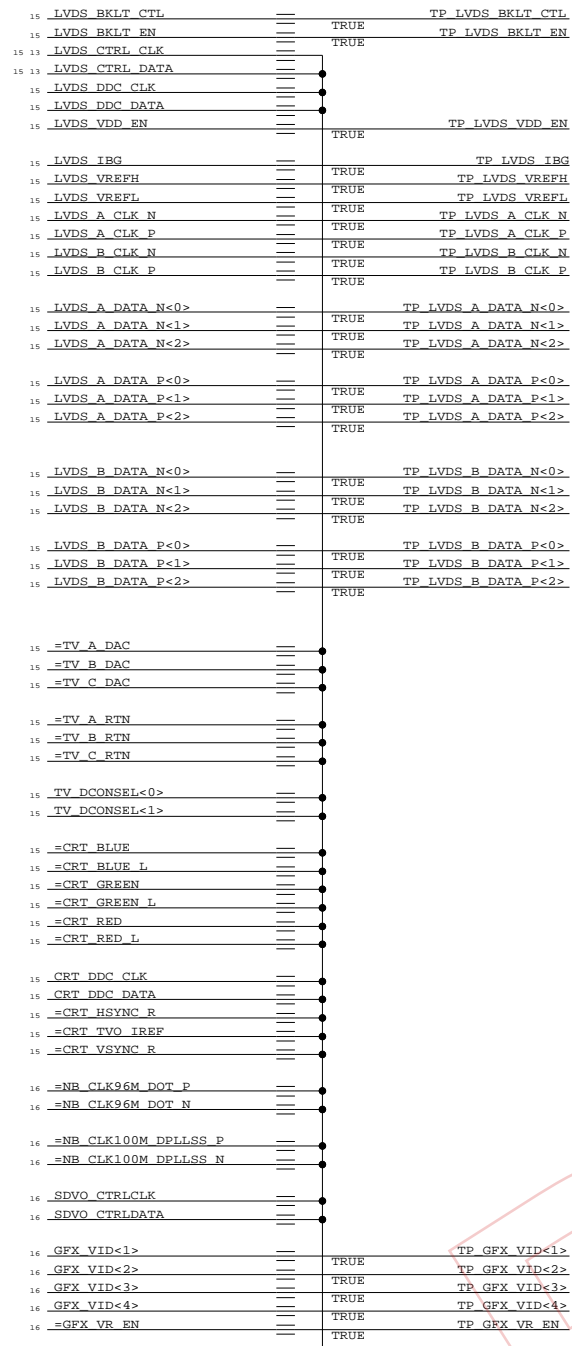 15 LVDS_BKLT_CTL TP_LVDS_BKLT_CTL
TRUE
15 LVDS_BKLT_EN TP_LVDS_BKLT_EN
TRUE
15 13 LVDS_CTRL_CLK
15 13 LVDS_CTRL_DATA
15 LVDS_DDC_CLK
15 LVDS_DDC_DATA
15 LVDS_VDD_EN TP_LVDS_VDD_EN
TRUE
15 LVDS_IBG TP_LVDS_IBG
TRUE
15 LVDS_VREFH TP_LVDS_VREFH
TRUE
15 LVDS_VREFL TP_LVDS_VREFL
TRUE
15 LVDS_A_CLK_N TP_LVDS_A_CLK_N
TRUE
15 LVDS_A_CLK_P TP_LVDS_A_CLK_P
TRUE
15 LVDS_B_CLK_N TP_LVDS_B_CLK_N
TRUE
15 LVDS_B_CLK_P TP_LVDS_B_CLK_P
TRUE
15 LVDS_A_DATA_N<0> TP_LVDS_A_DATA_N<0>
TRUE
15 LVDS_A_DATA_N<1> TP_LVDS_A_DATA_N<1>
TRUE
15 LVDS_A_DATA_N<2> TP_LVDS_A_DATA_N<2>
TRUE
15 LVDS_A_DATA_P<0> TP_LVDS_A_DATA_P<0>
TRUE
15 LVDS_A_DATA_P<1> TP_LVDS_A_DATA_P<1>
TRUE
15 LVDS_A_DATA_P<2> TP_LVDS_A_DATA_P<2>
TRUE
15 LVDS_B_DATA_N<0> TP_LVDS_B_DATA_N<0>
TRUE
15 LVDS_B_DATA_N<1> TP_LVDS_B_DATA_N<1>
TRUE
15 LVDS_B_DATA_N<2> TP_LVDS_B_DATA_N<2>
TRUE
15 LVDS_B_DATA_P<0> TP_LVDS_B_DATA_P<0>
TRUE
15 LVDS_B_DATA_P<1> TP_LVDS_B_DATA_P<1>
TRUE
15 LVDS_B_DATA_P<2> TP_LVDS_B_DATA_P<2>
TRUE
15 =TV_A_DAC
15 =TV_B_DAC
15 =TV_C_DAC
15 =TV_A_RTN
15 =TV_B_RTN
15 =TV_C_RTN
15 TV_DCONSEL<0>
15 TV_DCONSEL<1>
15 =CRT_BLUE
15 =CRT_BLUE_L
15 =CRT_GREEN
15 =CRT_GREEN_L
15 =CRT_RED
15 =CRT_RED_L
15 CRT_DDC_CLK
15 CRT_DDC_DATA
15 =CRT_HSYNC_R
15 =CRT_TVO_IREF
15 =CRT_VSYNC_R
16 =NB_CLK96M_DOT_P
16 =NB_CLK96M_DOT_N
16 =NB_CLK100M_DPLLSS_P
16 =NB_CLK100M_DPLLSS_N
16 SDVO_CTRLCLK
16 SDVO_CTRLDATA
16 GFX_VID<1> TP_GFX_VID<1>
TRUE
16 GFX_VID<2> TP_GFX_VID<2>
TRUE
16 GFX_VID<3> TP_GFX_VID<3>
TRUE
16 GFX_VID<4> TP_GFX_VID<4>
TRUE
16 =GFX_VR_EN TP_GFX_VR_EN
TRUE